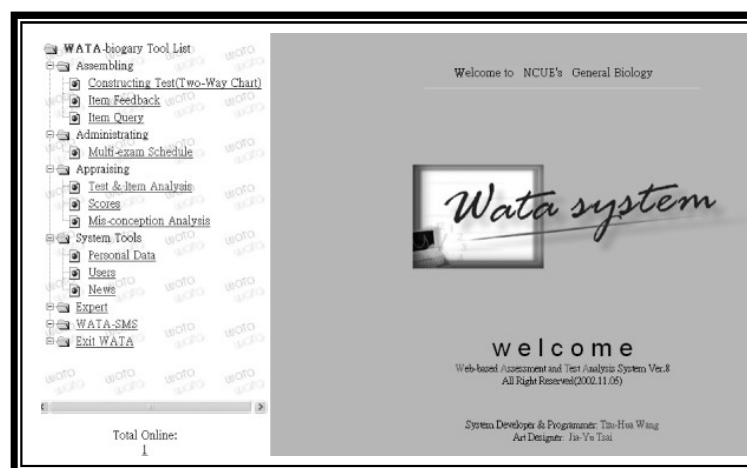 WATA-biogary Tool List
Assembling
Constructing Test(Two-Way Chart)
Item Feedback
Item Query
Administrating
Multi-exam Schedule
Appraising
Test & Item Analysis
Scores
Mis-conception Analysis
System Tools
Personal Data
Users
News
Expert
WATA-SMS
Exit WATA
Total Online:
1
Welcome to NCUE's General Biology
Wata system
welcome
Web-based Assessment and Test Analysis System Ver.8
All Right Reserved(2002.11.05)
System Developer & Programmer: Tzu-Hua Wang
Art Designer: Jia-Yu Tsai